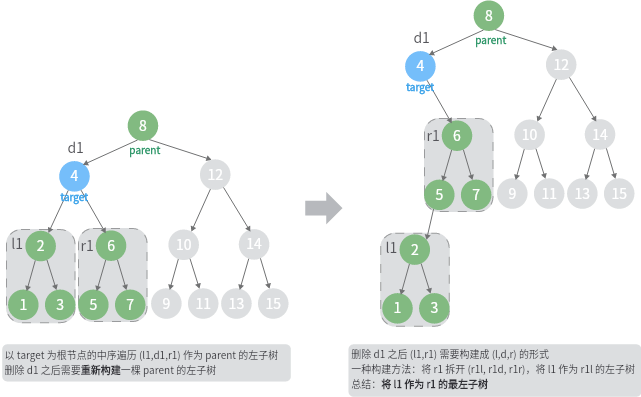 8
parent
d1
4
target
12
l1
2
r1
6
10
14
1
3
5
7
9
11
13
15
以 target 为根节点的中序遍历 (l1,d1,r1) 作为 parent 的左子树
删除 d1 之后需要重新构建一棵 parent 的左子树
8
parent
d1
4
target
12
r1
6
10
14
5
7
9
11
13
15
l1
2
1
3
删除 d1 之后 (l1,r1) 需要构建成 (l,d,r) 的形式
一种构建方法：将 r1 拆开 (r1l, r1d, r1r)，将 l1 作为 r1l 的左子树
总结：将 l1 作为 r1 的最左子树